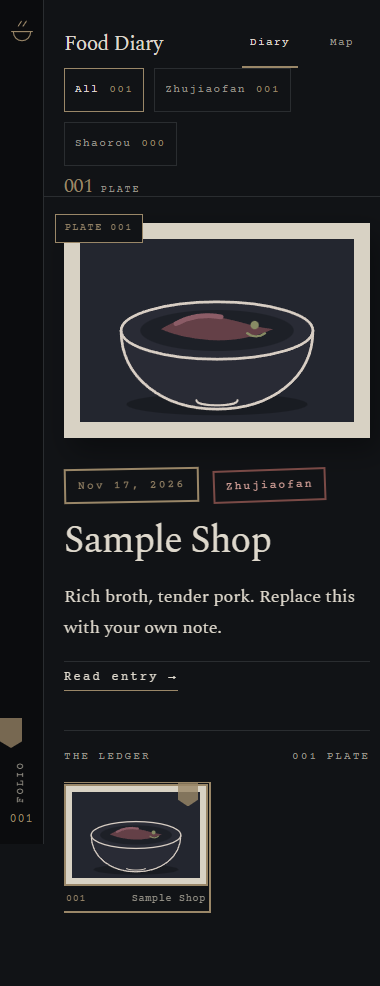 Food Diary
Diary
Map
All 001
Zhujiaofan 001
Shaorou 000
001 PLATE
PLATE 001
Nov 17, 2026
Zhujiaofan
Sample Shop
Rich broth, tender pork. Replace this
with your own note.
Read entry →
FOLIO
001
THE LEDGER
001 PLATE
001
Sample Shop